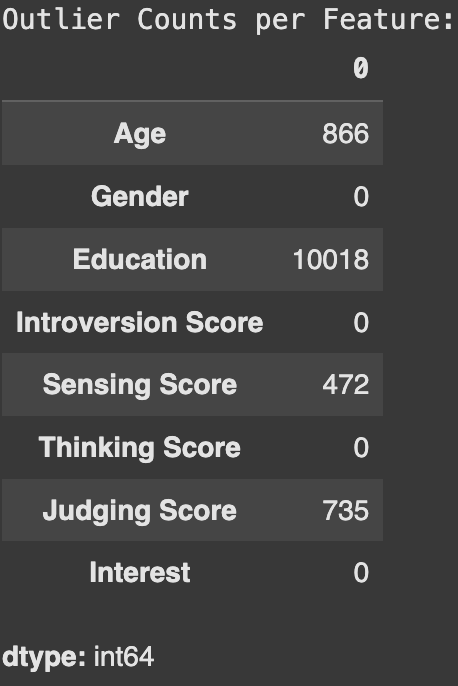 Outlier Counts per Feature:
0
Age 866
Gender 0
Education 10018
Introversion Score 0
Sensing Score 472
Thinking Score 0
Judging Score 735
Interest 0
dtype: int64